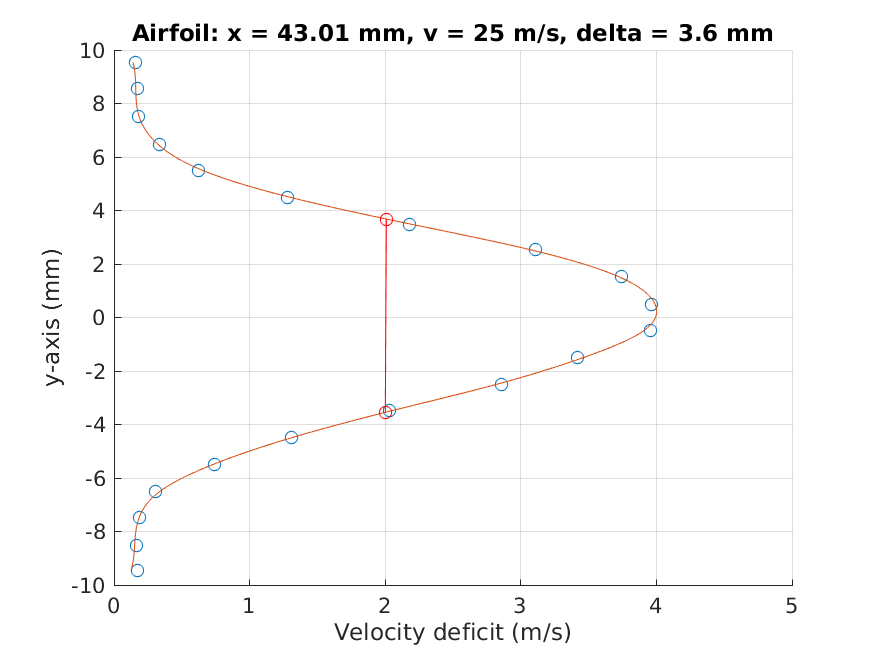 Airfoil: x = 43.01 mm, v = 25 m/s, delta = 3.6 mm
10
8
6
4
2
0
-2
-4
-6
-8
-10
y-axis (mm)
0 1 2 3 4 5
Velocity deficit (m/s)